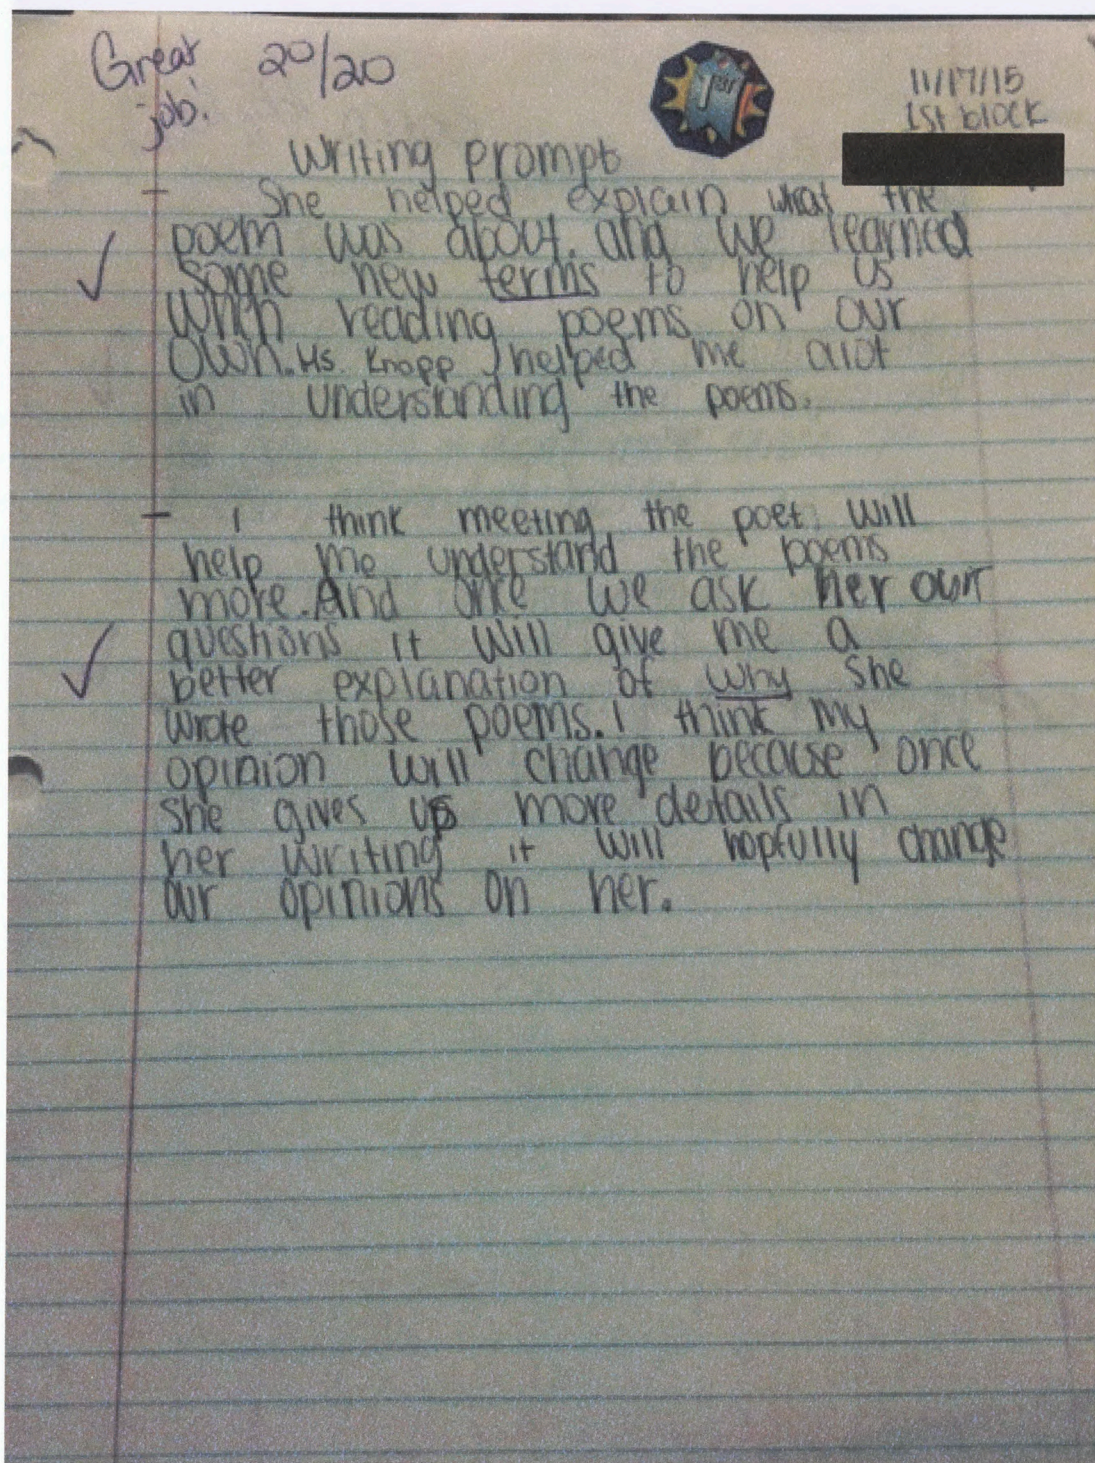 Great 20/20
job!
1st
11/17/15
1st block
Writing prompt
She helped explain what the
poem was about. and we learned
some new terms to help us
when reading poems on our
own. Ms. Knopp helped me alot
in understanding the poems.
I think meeting the poet will
help me understand the poems
more. And once we ask her our
questions it will give me a
better explanation of why she
wrote those poems. I think my
opinion will change because once
she gives us more details in
her writing it will hopfully change
our opinions on her.